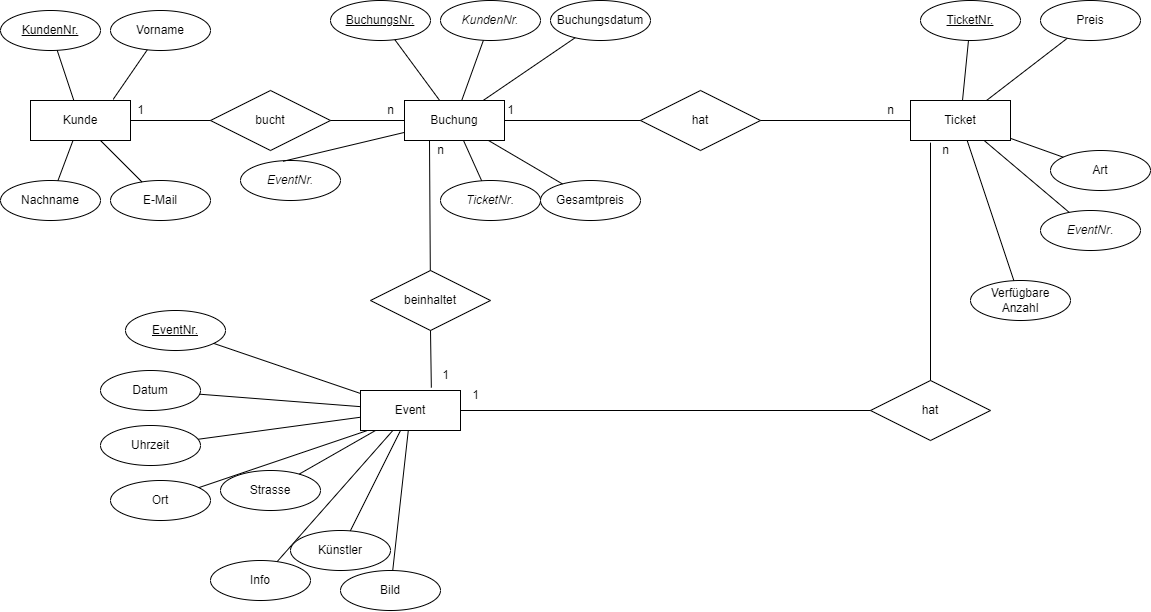 KundenNr.
Vorname
BuchungsNr.
KundenNr.
Buchungsdatum
TicketNr.
Preis
Kunde
1
bucht
n
Buchung
1
hat
n
Ticket
n
n
Art
EventNr.
Nachname
E-Mail
TicketNr.
Gesamtpreis
EventNr.
Verfügbare
Anzahl
beinhaltet
EventNr.
1
Datum
1
Event
hat
Uhrzeit
Ort
Strasse
Künstler
Info
Bild